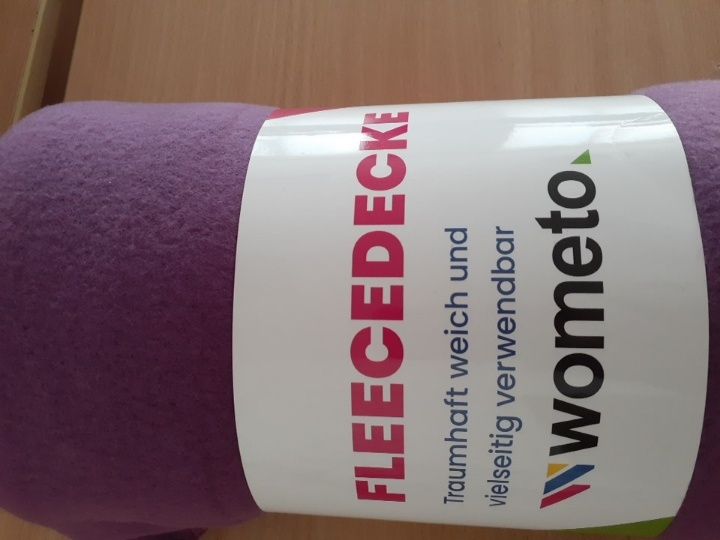 FLEECEDECKE
Traumhaft weich und
vielseitig verwendbar
wometo